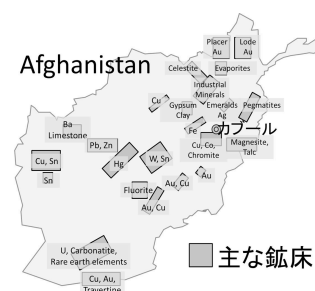 Afghanistan
Placer
Au
Lode
Au
Celestite
Evaporites
Industrial
Minerals
Cu
Gypsum
Clay
Emeralds
Ag
Pegmatites
Fe
カブール
Ba
Limestone
Pb, Zn
Cu, Co,
Chromite
Magnesite,
Talc
Cu, Sn
Hg
W, Sn
Sn
Fluorite
Au, Cu
Au
Au, Cu
U, Carbonatite,
Rare earth elements
主な鉱床
Cu, Au,
Travertine